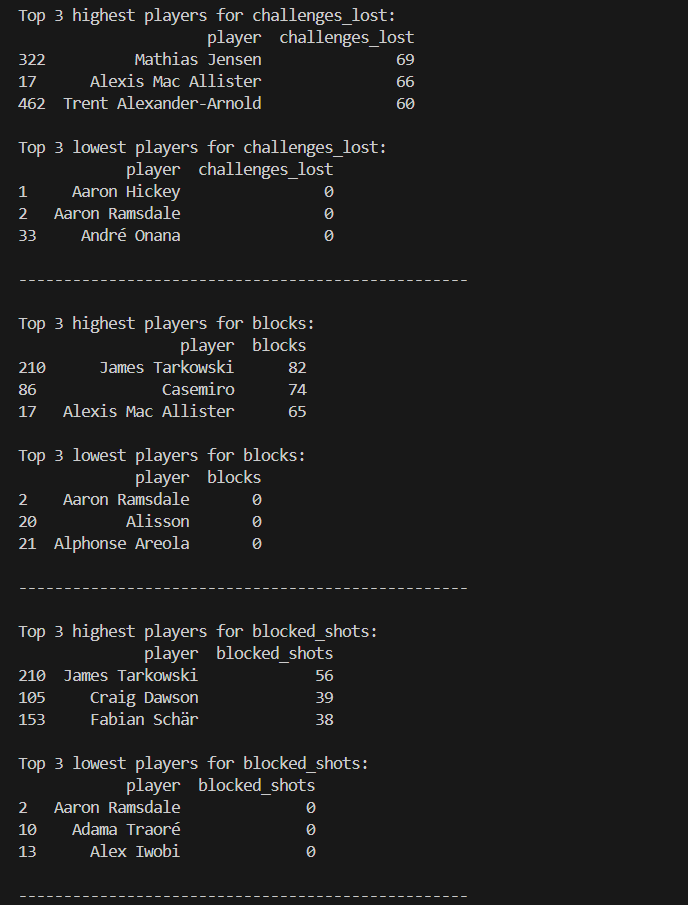 Top 3 highest players for challenges_lost:
player challenges_lost
322 Mathias Jensen 69
17 Alexis Mac Allister 66
462 Trent Alexander-Arnold 60
Top 3 lowest players for challenges_lost:
player challenges_lost
1 Aaron Hickey 0
2 Aaron Ramsdale 0
33 André Onana 0
--------------------------------------------------
Top 3 highest players for blocks:
player blocks
210 James Tarkowski 82
86 Casemiro 74
17 Alexis Mac Allister 65
Top 3 lowest players for blocks:
player blocks
2 Aaron Ramsdale 0
20 Alisson 0
21 Alphonse Areola 0
--------------------------------------------------
Top 3 highest players for blocked_shots:
player blocked_shots
210 James Tarkowski 56
105 Craig Dawson 39
153 Fabian Schär 38
Top 3 lowest players for blocked_shots:
player blocked_shots
2 Aaron Ramsdale 0
10 Adama Traoré 0
13 Alex Iwobi 0
--------------------------------------------------